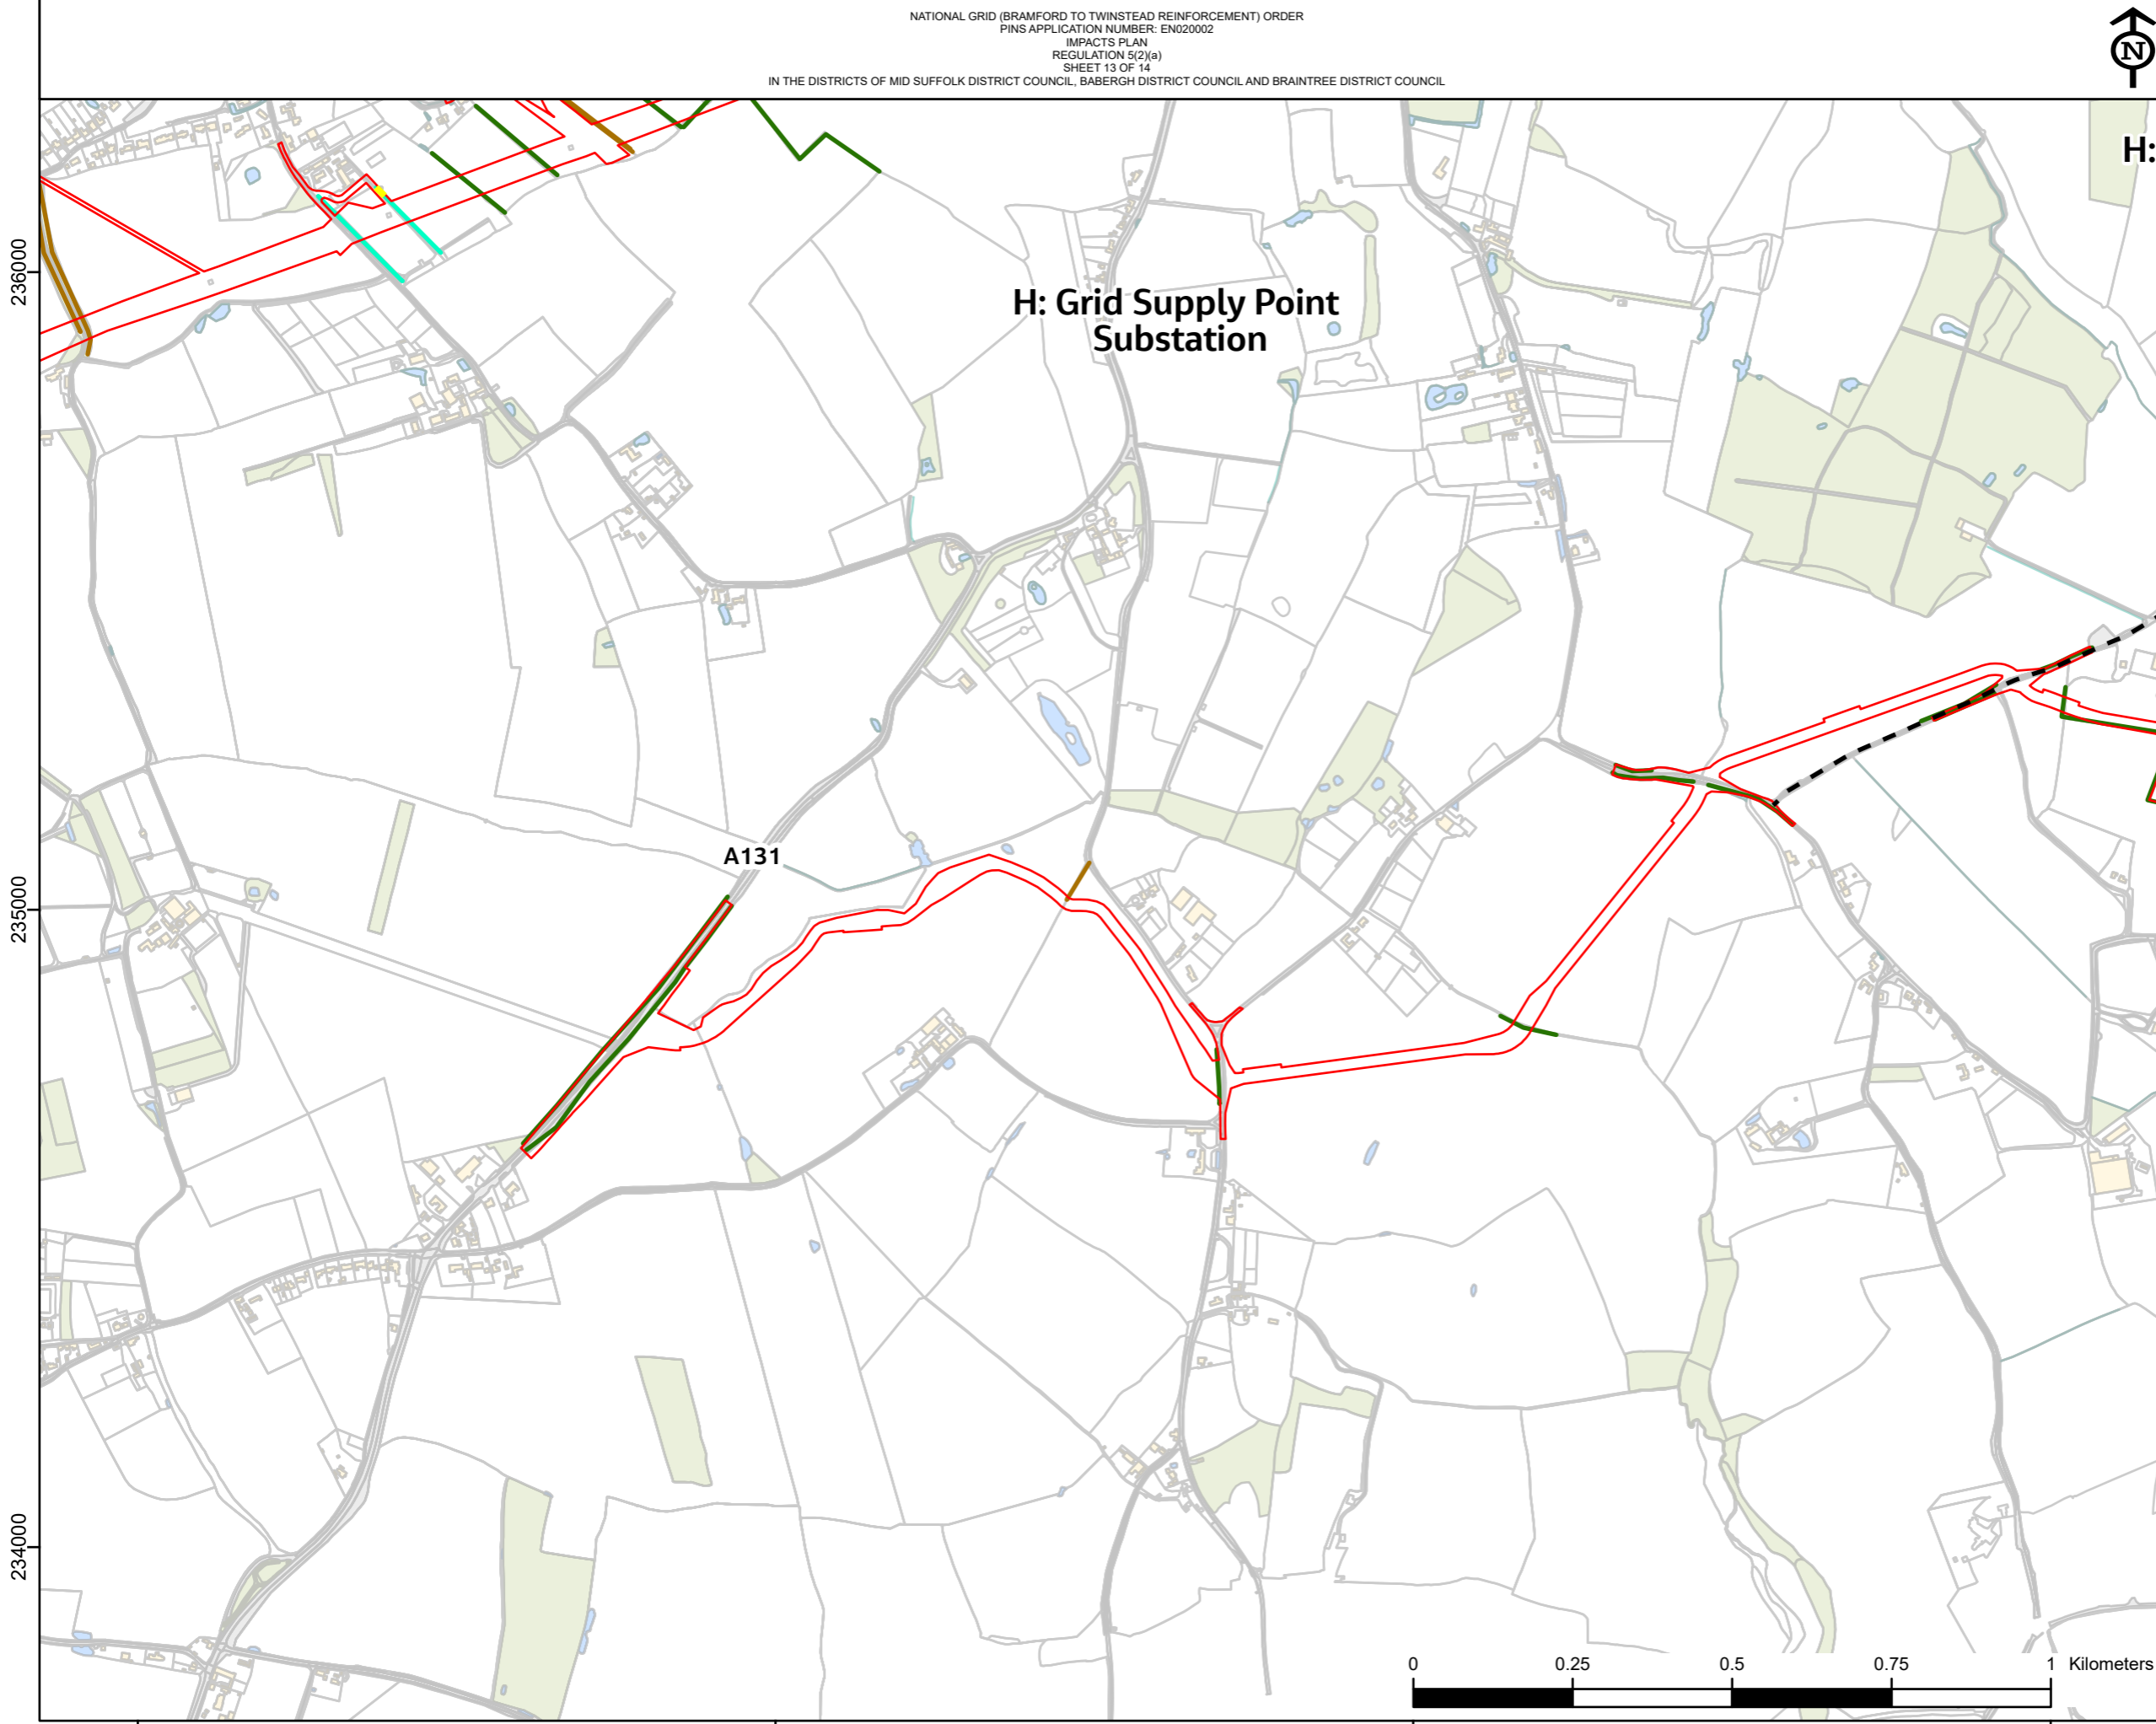 NATIONAL GRID (BRAMFORD TO TWINSTEAD REINFORCEMENT) ORDER
PINS APPLICATION NUMBER: EN020002
IMPACTS PLAN
REGULATION 5(2)(a)
SHEET 13 OF 14
IN THE DISTRICTS OF MID SUFFOLK DISTRICT COUNCIL, BABERGH DISTRICT COUNCIL AND BRAINTREE DISTRICT COUNCIL
N
H:
236000
H: Grid Supply Point
Substation
A131
235000
234000
0 0.25 0.5 0.75 1 Kilometers